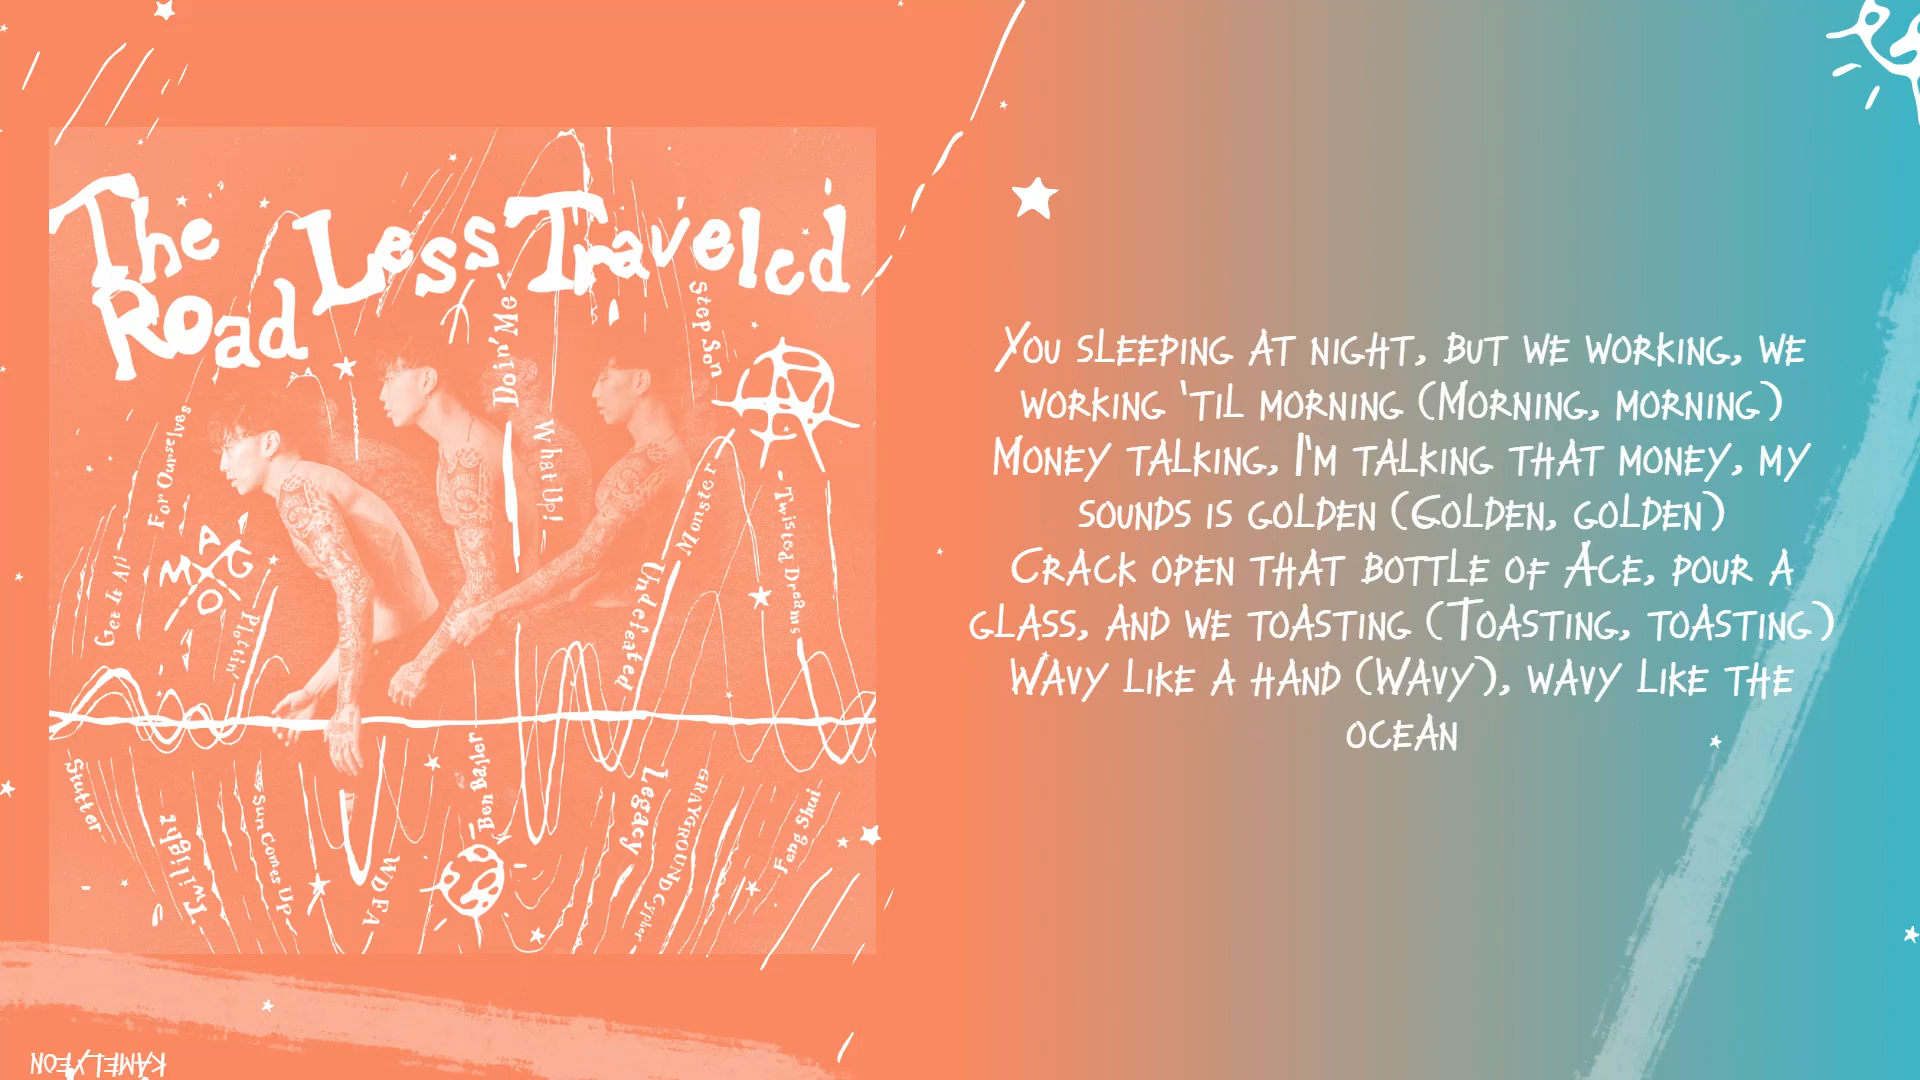 The
Road Less Traveled
Doin' Me
Step Son
For Ourselves
What Up!
Monster
Twisted Dreams
AOMG
Get It All
Plottin'
Undefeated
Stutter
Twilight
Sun Comes Up
WDFA
Ben Baller
Legacy
GRAYGROUND Cypher
Feng Shui
KAMELYEON
You sleeping at night, but we working, we
working 'til morning (Morning, morning)
Money talking, I'm talking that money, my
sounds is golden (Golden, golden)
Crack open that bottle of Ace, pour a
glass, and we toasting (Toasting, toasting)
Wavy like a hand (Wavy), wavy like the
ocean